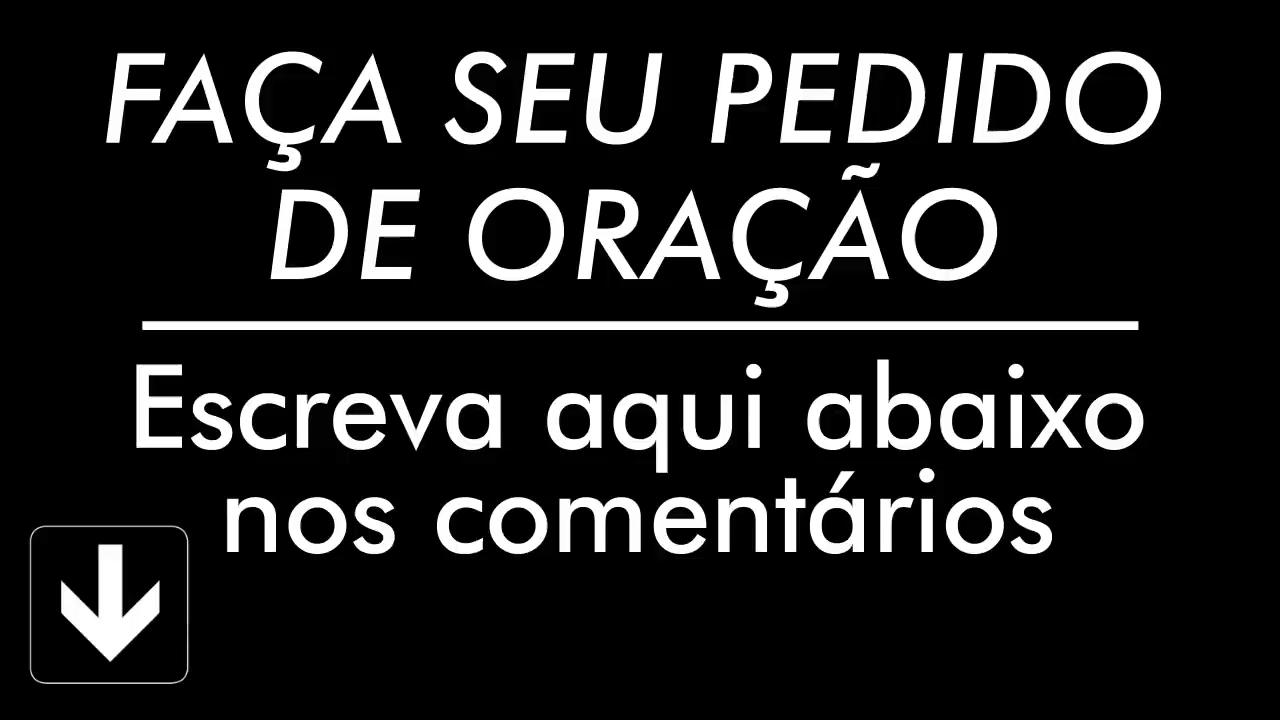 FAÇA SEU PEDIDO
DE ORAÇÃO
Escreva aqui abaixo
nos comentários